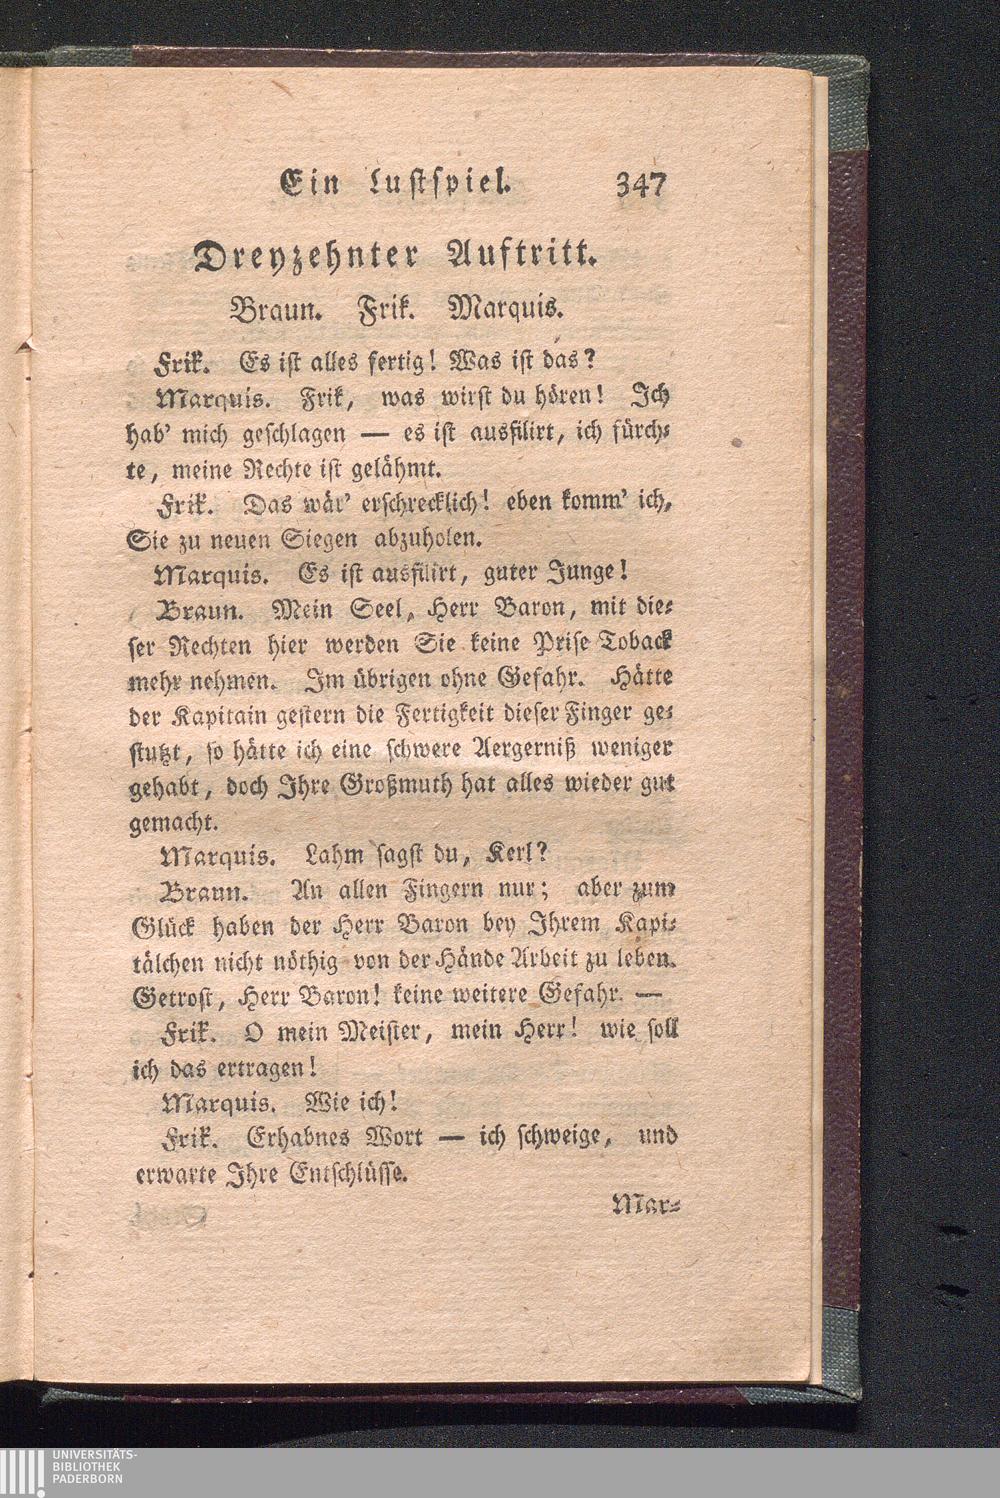 Ein Lustspiel. 347
Dreyzehnter Auftritt.
Braun. Frik. Marquis.
Frik. Es ist alles fertig! Was ist das?
Marquis. Frik, was wirst du hören! Ich
hab' mich geschlagen — es ist ausfilirt, ich fürch-
te, meine Rechte ist gelähmt.
Frik. Das wär' erschrecklich! eben komm' ich,
Sie zu neuen Siegen abzuholen.
Marquis. Es ist ausfilirt, guter Junge!
Braun. Mein Seel, Herr Baron, mit die-
ser Rechten hier werden Sie keine Prise Toback
mehr nehmen. Im übrigen ohne Gefahr. Hätte
der Kapitain gestern die Fertigkeit dieser Finger ge-
stutzt, so hätte ich eine schwere Aergerniß weniger
gehabt, doch Ihre Großmuth hat alles wieder gut
gemacht.
Marquis. Lahm sagst du, Kerl?
Braun. An allen Fingern nur; aber zum
Glück haben der Herr Baron bey Ihrem Kapi-
tälchen nicht nöthig von der Hände Arbeit zu leben.
Getrost, Herr Baron! keine weitere Gefahr. —
Frik. O mein Meister, mein Herr! wie soll
ich das ertragen!
Marquis. Wie ich!
Frik. Erhabnes Wort — ich schweige, und
erwarte Ihre Entschlüsse.
Mar-
UNIVERSITÄTS-
BIBLIOTHEK
PADERBORN